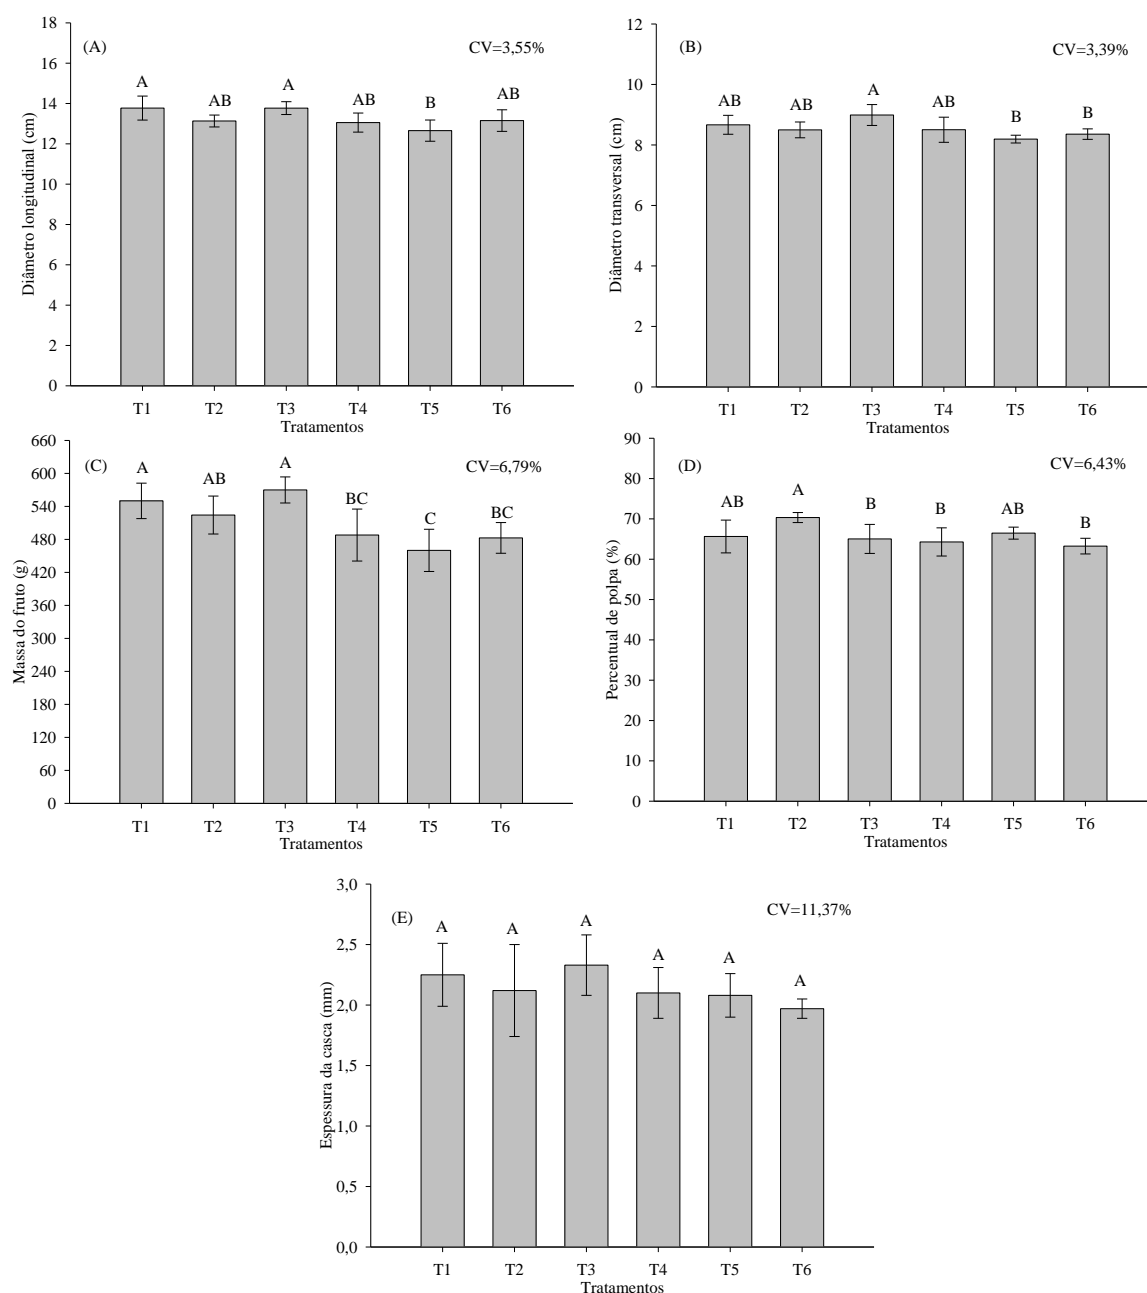 (A)
CV=3,55%
Diâmetro longitudinal (cm)
18
16
14
12
10
8
6
4
2
0
A
AB
A
AB
B
AB
T1
T2
T3
T4
T5
T6
Tratamentos
(B)
CV=3,39%
Diâmetro transversal (cm)
12
10
8
6
4
2
0
AB
AB
A
AB
B
B
T1
T2
T3
T4
T5
T6
Tratamentos
(C)
CV=6,79%
Massa do fruto (g)
660
600
540
480
420
360
300
240
180
120
60
0
A
AB
A
BC
C
BC
T1
T2
T3
T4
T5
T6
Tratamentos
(D)
CV=6,43%
Percentual de polpa (%)
90
80
70
60
50
40
30
20
10
0
AB
A
B
B
AB
B
T1
T2
T3
T4
T5
T6
Tratamentos
(E)
CV=11,37%
Espessura da casca (mm)
3,0
2,5
2,0
1,5
1,0
0,5
0,0
A
A
A
A
A
A
T1
T2
T3
T4
T5
T6
Tratamentos